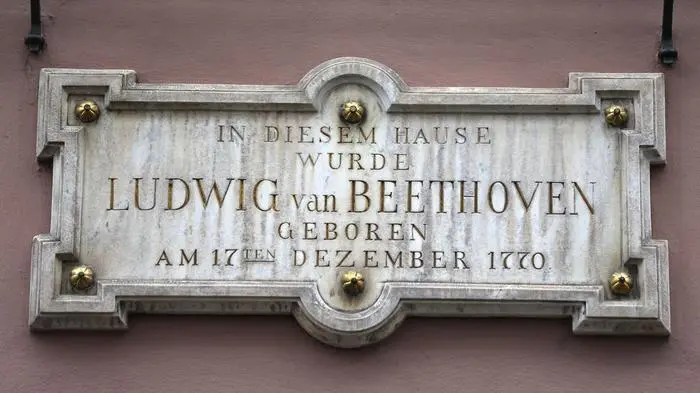 IN DIESEM HAUSE
WURDE
LUDWIG van BEETHOVEN
GEBOREN
AM 17TEN DEZEMBER 1770.